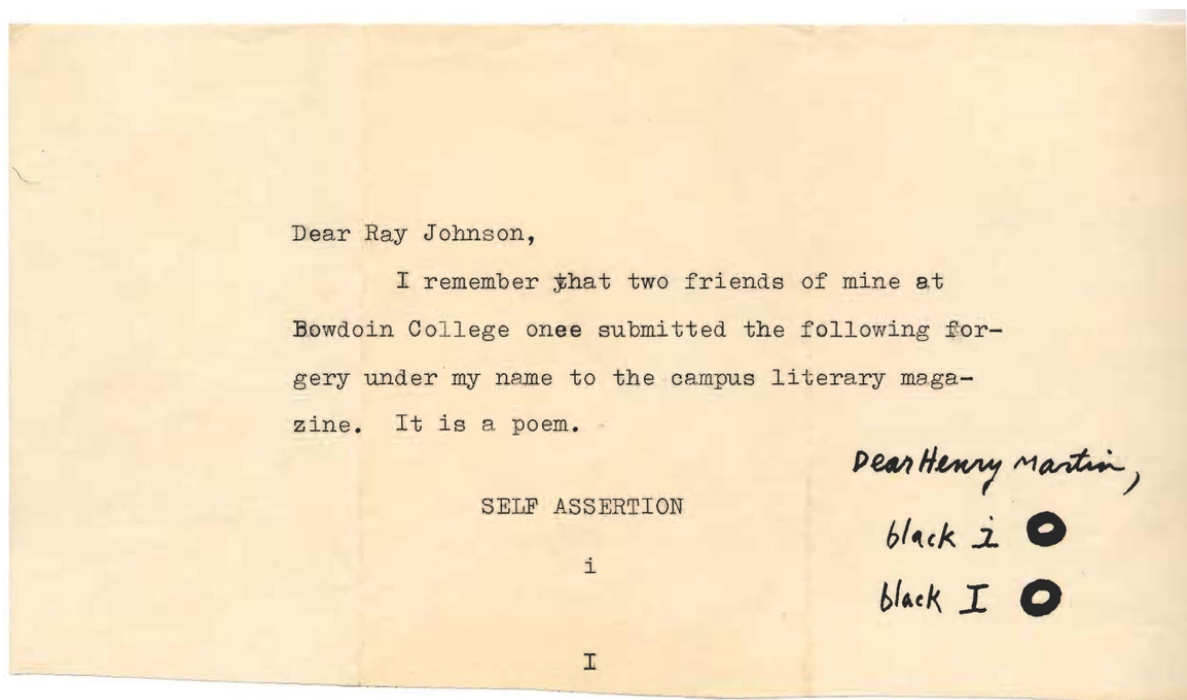 Dear Ray Johnson,
I remember that two friends of mine at
Bowdoin College onee submitted the following for-
gery under my name to the campus literary maga-
zine. It is a poem.
SELF ASSERTION
i
I
Dear Henry Martin,
black i
black I